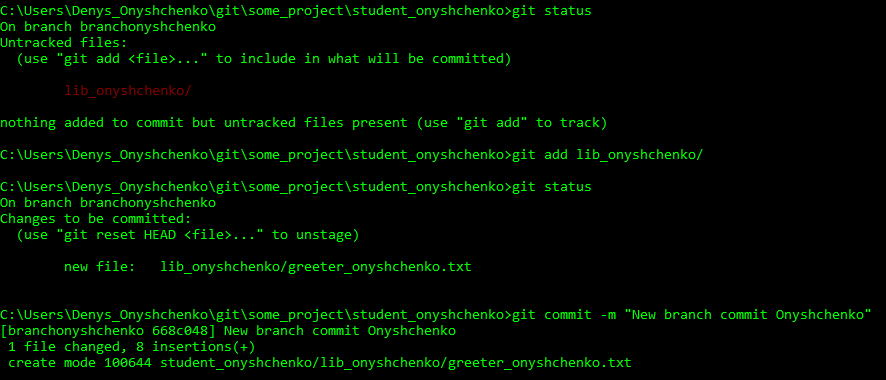 C:\Users\Denys_Onyshchenko\git\some_project\student_onyshchenko>git status
On branch branchonyshchenko
Untracked files:
  (use "git add <file>..." to include in what will be committed)
        lib_onyshchenko/
nothing added to commit but untracked files present (use "git add" to track)
C:\Users\Denys_Onyshchenko\git\some_project\student_onyshchenko>git add lib_onyshchenko/
C:\Users\Denys_Onyshchenko\git\some_project\student_onyshchenko>git status
On branch branchonyshchenko
Changes to be committed:
  (use "git reset HEAD <file>..." to unstage)
        new file:   lib_onyshchenko/greeter_onyshchenko.txt
C:\Users\Denys_Onyshchenko\git\some_project\student_onyshchenko>git commit -m "New branch commit Onyshchenko"
[branchonyshchenko 668c048] New branch commit Onyshchenko
 1 file changed, 8 insertions(+)
 create mode 100644 student_onyshchenko/lib_onyshchenko/greeter_onyshchenko.txt